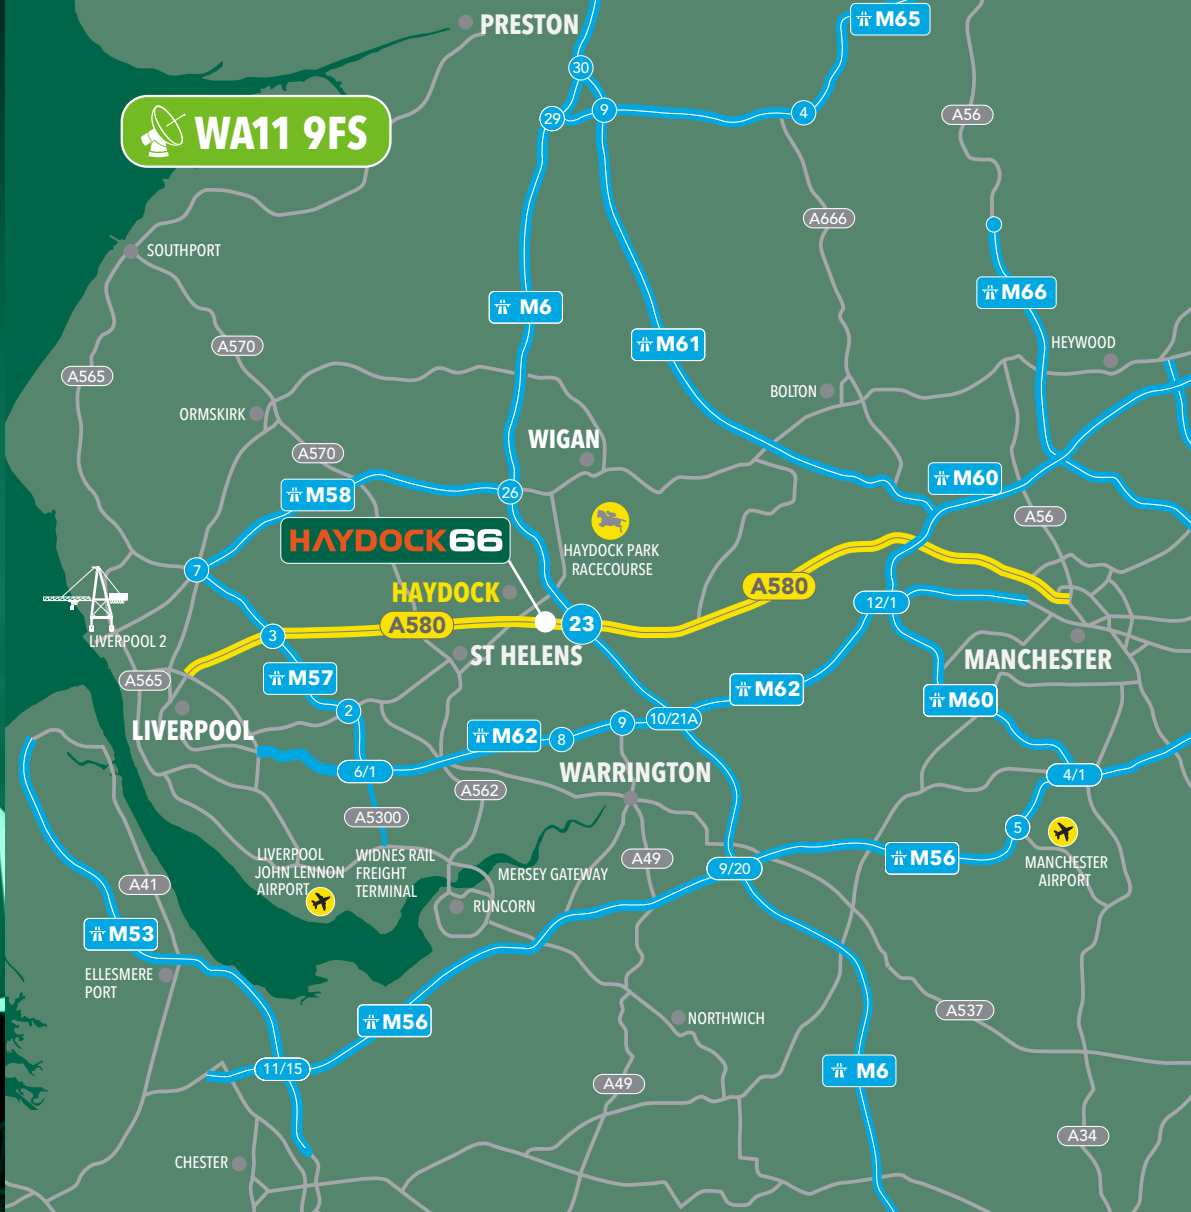 M65
PRESTON
30
29
9
4
A56
WA11 9FS
A666
SOUTHPORT
M6
M66
A570
M61
HEYWOOD
A565
BOLTON
ORMSKIRK
WIGAN
A570
M60
M58
26
A56
HAYDOCK66
HAYDOCK PARK
RACECOURSE
7
HAYDOCK
A580
12/1
A580
23
3
LIVERPOOL 2
ST HELENS
MANCHESTER
A565
M57
M62
M60
2
10/21A
9
LIVERPOOL
M62
8
6/1
WARRINGTON
4/1
A562
A5300
5
LIVERPOOL
JOHN LENNON
AIRPORT
WIDNES RAIL
FREIGHT
TERMINAL
A49
M56
MANCHESTER
AIRPORT
9/20
MERSEY GATEWAY
A41
RUNCORN
M53
ELLESMERE
PORT
A537
M56
NORTHWICH
11/15
M6
A49
A34
CHESTER